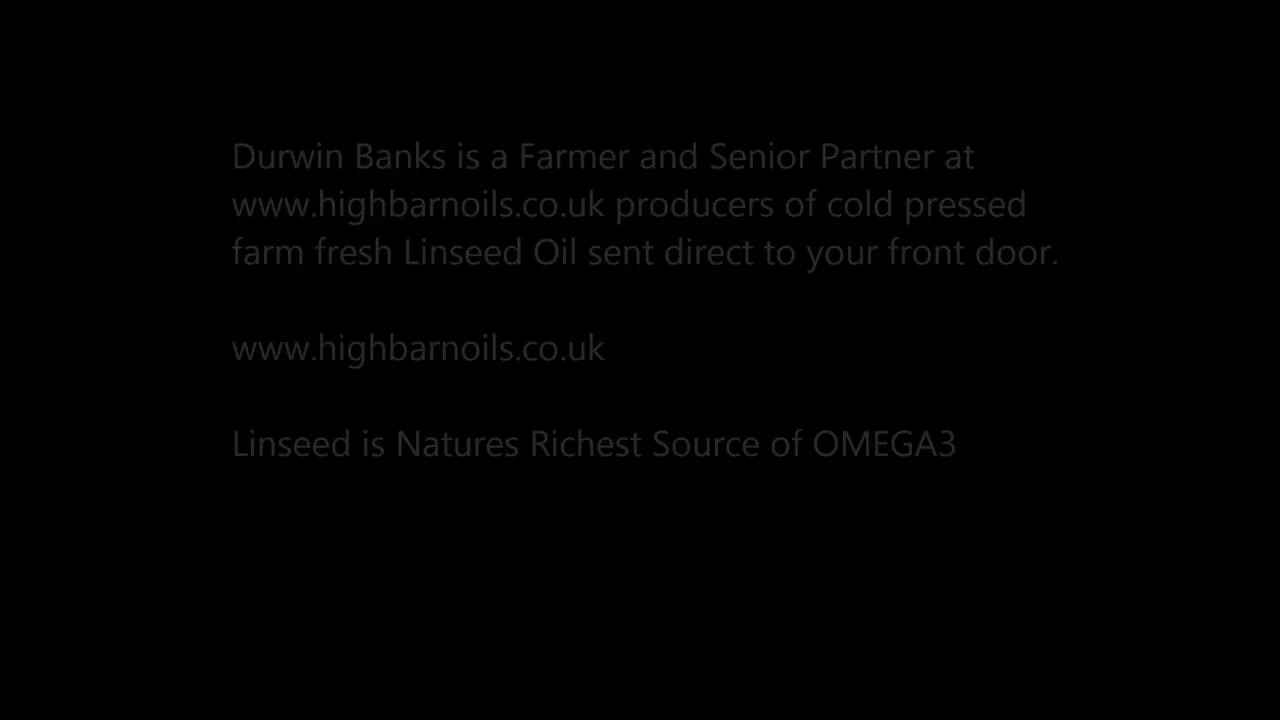 Durwin Banks is a Farmer and Senior Partner at
www.highbarnoils.co.uk producers of cold pressed
farm fresh Linseed Oil sent direct to your front door.
www.highbarnoils.co.uk
Linseed is Natures Richest Source of OMEGA3